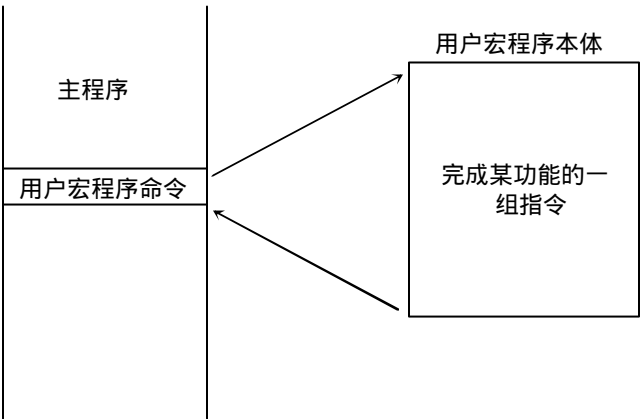 用户宏程序本体
主程序
完成某功能的一
组指令
用户宏程序命令